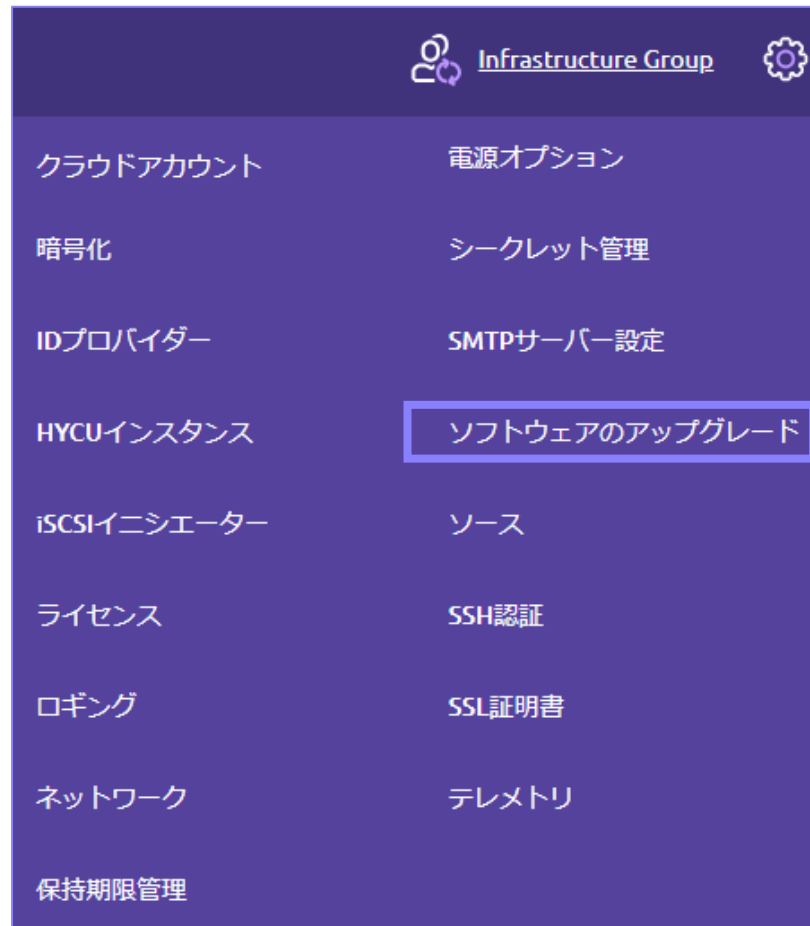 Infrastructure Group
クラウドアカウント
暗号化
IDプロバイダー
HYCUインスタンス
iSCSIイニシエーター
ライセンス
ロギング
ネットワーク
保持期限管理
電源オプション
シークレット管理
SMTPサーバー設定
ソフトウェアのアップグレード
ソース
SSH認証
SSL証明書
テレメトリ